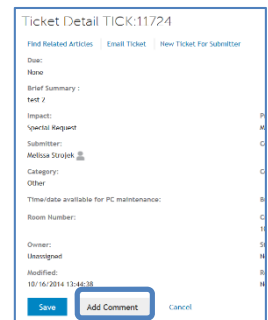 Ticket Detail TICK:11724
Find Related Articles Email Ticket New Ticket For Submitter
Due:
None
Brief Summary :
test 2
Impact:
Special Request
Submitter:
Melissa Strojek
Category:
Other
Time/date available for PC maintenance:
Room Number:
Owner:
Unassigned
Modified:
10/16/2014 13:44:38
Save Add Comment Cancel